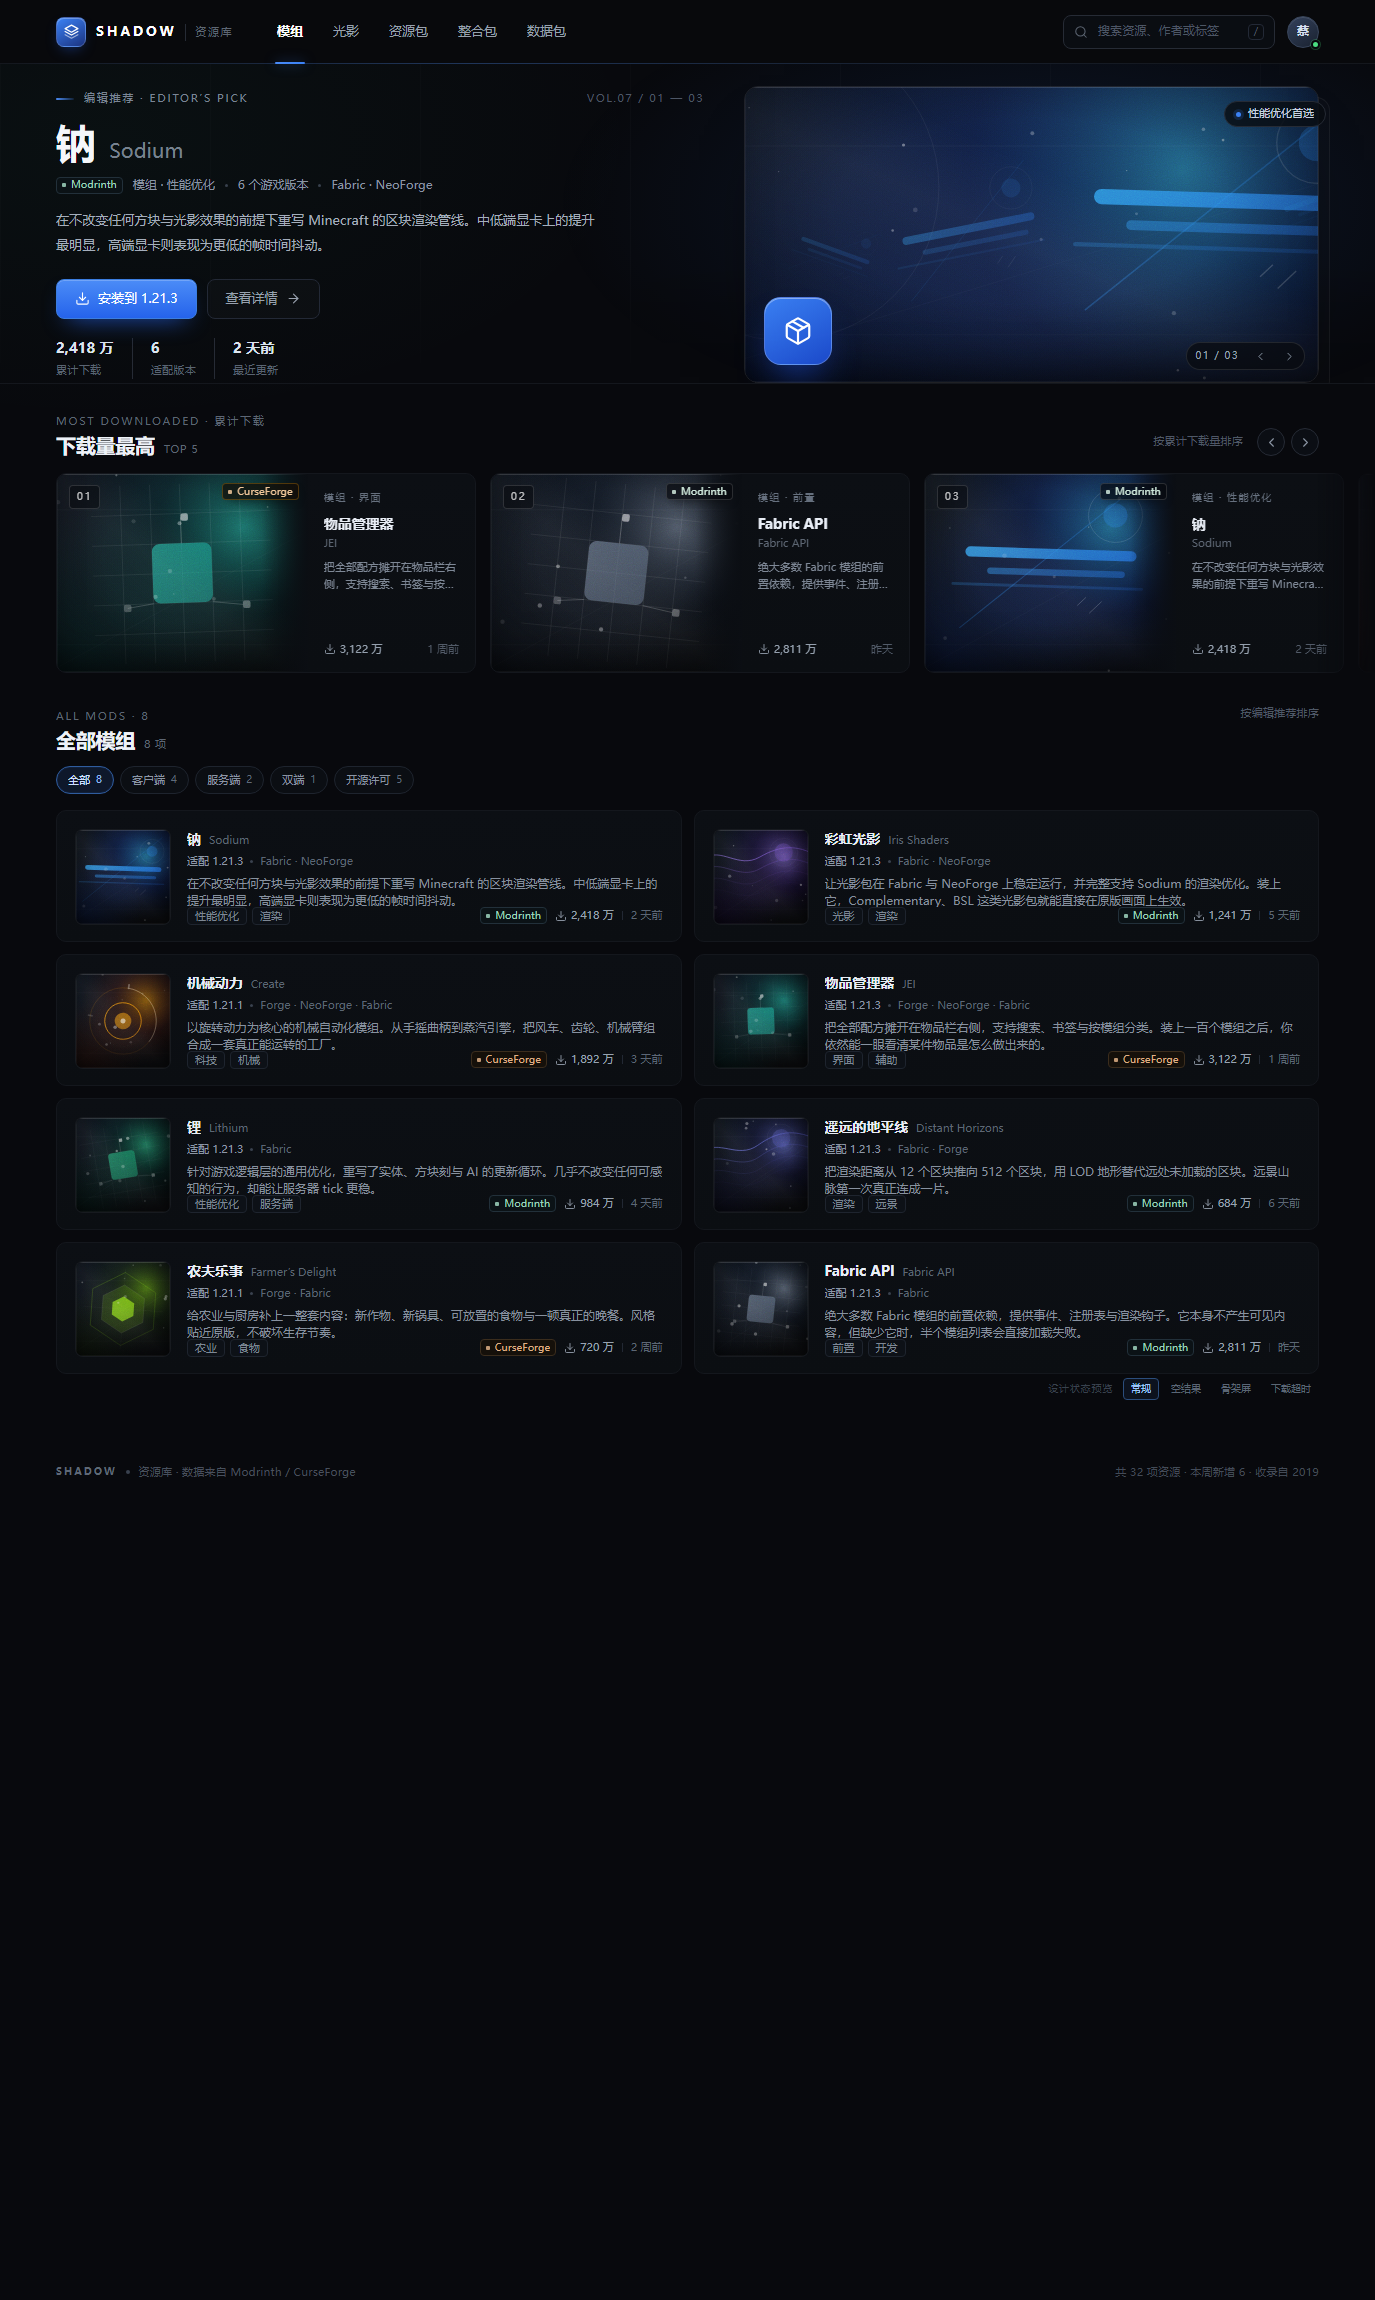 SHADOW 资源库 模组 光影 资源包 整合包 数据包 搜索资源、作者或标签 / 蔡
编辑推荐 · EDITOR'S PICK VOL.07 / 01 — 03
性能优化首选
钠 Sodium
Modrinth 模组 · 性能优化 • 6 个游戏版本 • Fabric · NeoForge
在不改变任何方块与光影效果的前提下重写 Minecraft 的区块渲染管线。中低端显卡上的提升
最明显，高端显卡则表现为更低的帧时间抖动。
安装到 1.21.3 查看详情
2,418 万 6 2 天前
累计下载 适配版本 最近更新
01 / 03
MOST DOWNLOADED · 累计下载
下载量最高 TOP 5 按累计下载量排序
01 CurseForge
模组 · 界面
物品管理器
JEI
把全部配方摊开在物品栏右
侧，支持搜索、书签与按...
3,122 万 1 周前
02 Modrinth
模组 · 前置
Fabric API
Fabric API
绝大多数 Fabric 模组的前
置依赖，提供事件、注册...
2,811 万 昨天
03 Modrinth
模组 · 性能优化
钠
Sodium
在不改变任何方块与光影效
果的前提下重写 Minecra...
2,418 万 2 天前
ALL MODS · 8
全部模组 8 项 按编辑推荐排序
全部 8 客户端 4 服务端 2 双端 1 开源许可 5
钠 Sodium
适配 1.21.3 • Fabric · NeoForge
在不改变任何方块与光影效果的前提下重写 Minecraft 的区块渲染管线。中低端显卡上的
提升最明显，高端显卡则表现为更低的帧时间抖动。
性能优化 渲染 Modrinth 2,418 万 2 天前
彩虹光影 Iris Shaders
适配 1.21.3 • Fabric · NeoForge
让光影包在 Fabric 与 NeoForge 上稳定运行，并完整支持 Sodium 的渲染优化。装上
它，Complementary、BSL 这类光影包就能直接在原版画面上生效。
光影 渲染 Modrinth 1,241 万 5 天前
机械动力 Create
适配 1.21.1 • Forge · NeoForge · Fabric
以旋转动力为核心的机械自动化模组。从手摇曲柄到蒸汽引擎，把风车、齿轮、机械臂组
合成一套真正能运转的工厂。
科技 机械 CurseForge 1,892 万 3 天前
物品管理器 JEI
适配 1.21.3 • Forge · NeoForge · Fabric
把全部配方摊开在物品栏右侧，支持搜索、书签与按模组分类。装上一百个模组之后，你
依然能一眼看清某件物品是怎么做出来的。
界面 辅助 CurseForge 3,122 万 1 周前
锂 Lithium
适配 1.21.3 • Fabric
针对游戏逻辑层的通用优化，重写了实体、方块刻与 AI 的更新循环。几乎不改变任何可感
知的行为，却能让服务器 tick 更稳。
性能优化 服务端 Modrinth 984 万 4 天前
遥远的地平线 Distant Horizons
适配 1.21.3 • Fabric · Forge
把渲染距离从 12 个区块推向 512 个区块，用 LOD 地形替代远处未加载的区块。远景山
脉第一次真正连成一片。
渲染 远景 Modrinth 684 万 6 天前
农夫乐事 Farmer's Delight
适配 1.21.3 • Forge · Fabric
给农业与厨房补上一整套内容：新作物、新锅具、可放置的食物与一顿真正的晚餐。风格
贴近原版，不破坏生存节奏。
农业 食物 CurseForge 720 万 2 周前
Fabric API Fabric API
适配 1.21.3 • Fabric
绝大多数 Fabric 模组的前置依赖，提供事件、注册表与渲染钩子。它本身不产生可见内
容，但缺少它时，半个模组列表会直接加载失败。
前置 开发 Modrinth 2,811 万 昨天
设计状态预览 常规 空结果 骨架屏 下载超时
SHADOW • 资源库 · 数据来自 Modrinth / CurseForge 共 32 项资源 · 本周新增 6 · 收录自 2019